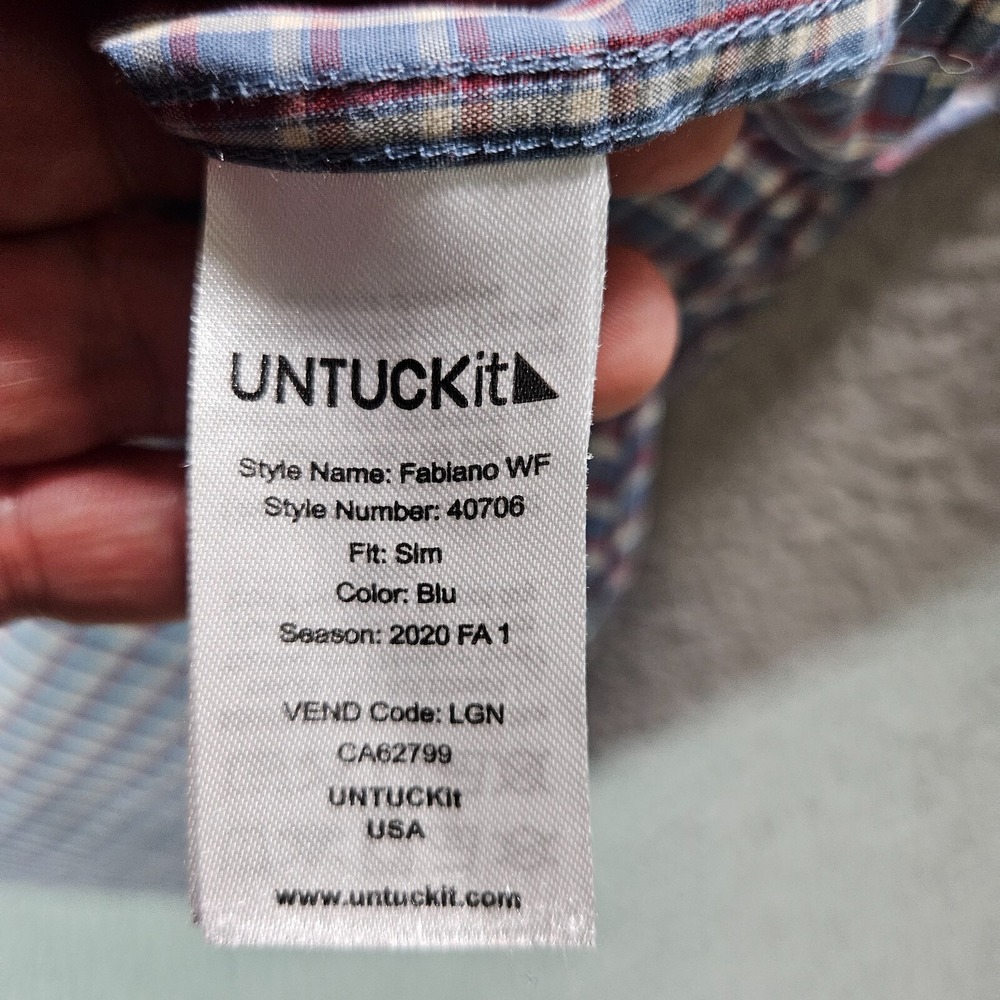 UNTUCKit
Style Name: Fabiano WF
Style Number: 40706
Fit: Slm
Color: Blu
Season: 2020 FA 1
VEND Code: LGN
CA62799
UNTUCKit
USA
www.untuckit.com